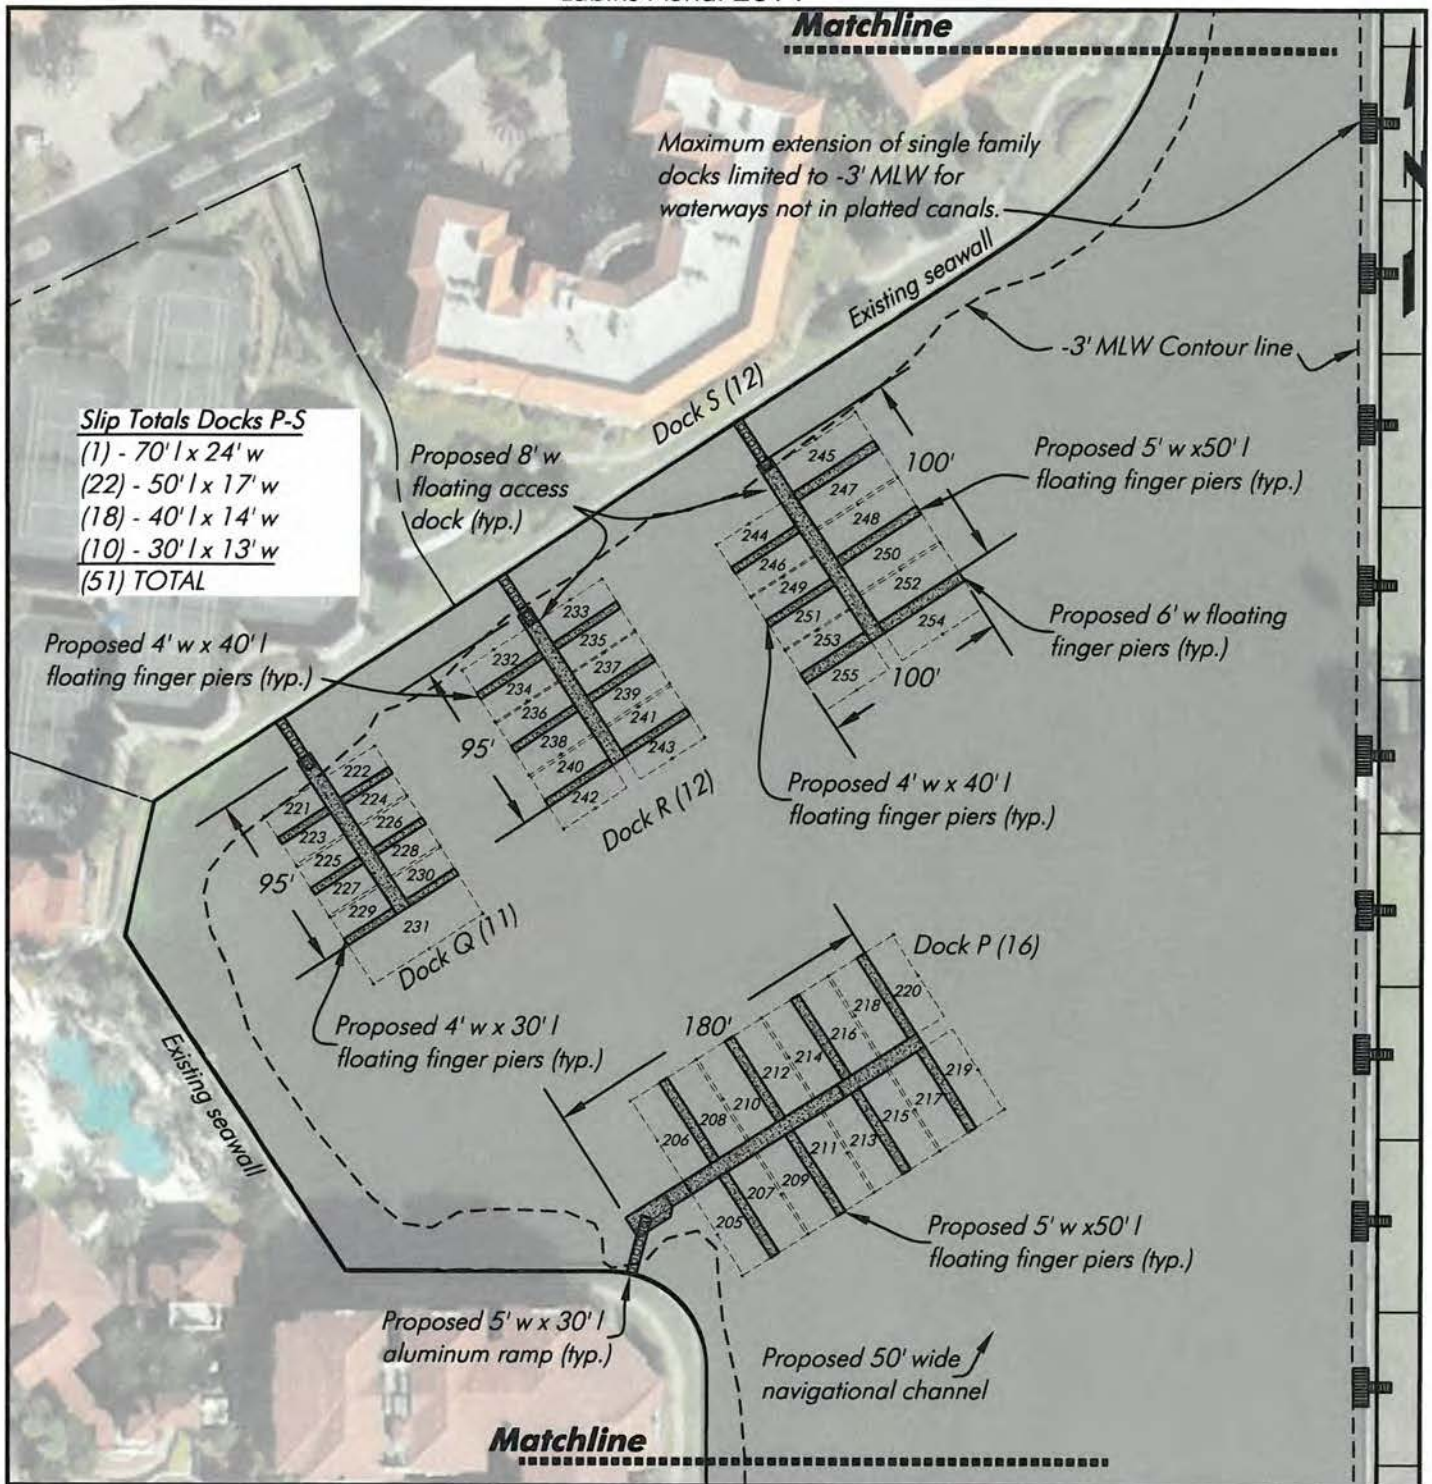 Matchline
Maximum extension of single family
docks limited to -3' MLW for
waterways not in platted canals.
Existing seawall
N
-3' MLW Contour line
Dock S (12)
Slip Totals Docks P-S
(1) - 70' l x 24' w
(22) - 50' l x 17' w
(18) - 40' l x 14' w
(10) - 30' l x 13' w
(51) TOTAL
Proposed 8' w
floating access
dock (typ.)
Proposed 5' w x50' l
floating finger piers (typ.)
100'
245
247
248
250
252
254
244
246
249
251
253
255
100'
Proposed 6' w floating
finger piers (typ.)
Proposed 4' w x 40' l
floating finger piers (typ.)
233
235
237
239
241
243
232
234
236
238
240
242
95'
Dock R (12)
Proposed 4' w x 40' l
floating finger piers (typ.)
222
224
226
228
230
221
223
225
227
229
231
95'
Dock Q (11)
Proposed 4' w x 30' l
floating finger piers (typ.)
Existing seawall
Dock P (16)
180'
220
218
216
214
212
210
208
206
219
217
215
213
211
209
207
205
Proposed 5' w x50' l
floating finger piers (typ.)
Proposed 5' w x 30' l
aluminum ramp (typ.)
Proposed 50' wide
navigational channel
Matchline